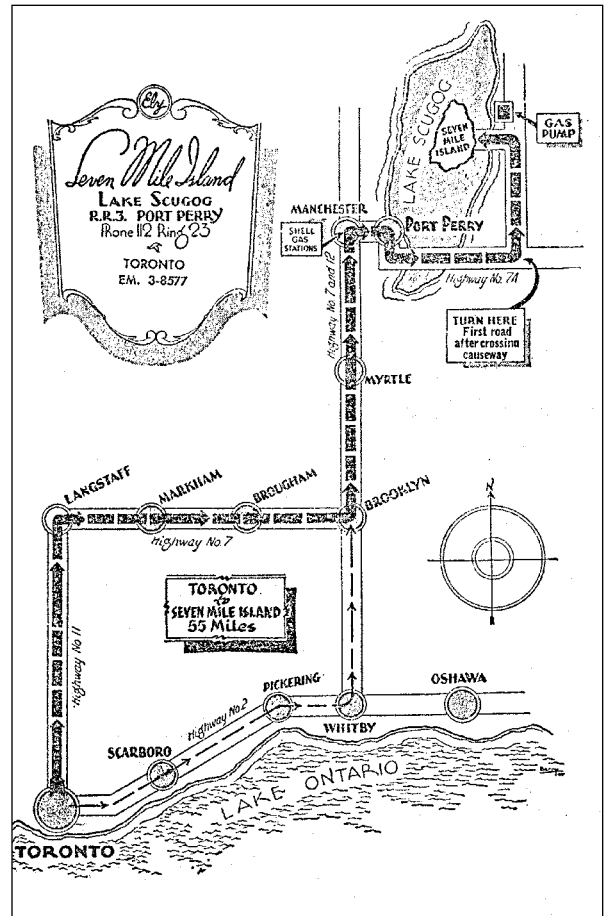 Ely
Seven Mile Island
LAKE SCUGOG
R.R.3. PORT PERRY
Phone 112 Ring 23
TORONTO
EM. 3-8577
LAKE SCUGOG
SEVEN
MILE
ISLAND
GAS
PUMP
MANCHESTER
SHELL
GAS
STATIONS
PORT PERRY
Highway No. 7A
Highway No 7 and 12
TURN HERE
First road
after crossing
causeway
MYRTLE
LANGSTAFF
MARKHAM
BROUGHAM
BROOKLYN
Highway No. 7
N
TORONTO
to
SEVEN MILE ISLAND
55 Miles
Highway No 11
PICKERING
OSHAWA
Highway No 2
WHITBY
SCARBORO
LAKE ONTARIO
TORONTO